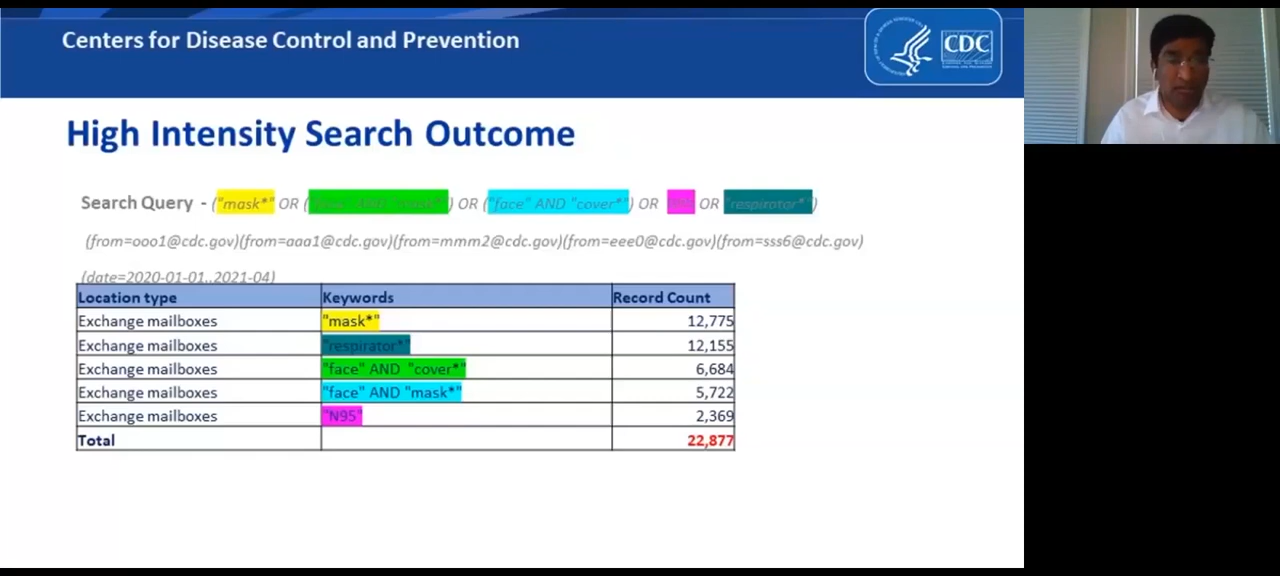 Centers for Disease Control and Prevention
CDC
High Intensity Search Outcome
Search Query - ("mask*" OR ("face" AND "mask*") OR ("face" AND "cover*") OR OR "respirator*")
(from=ooo1@cdc.gov)(from=aaa1@cdc.gov)(from=mmm2@cdc.gov)(from=eee0@cdc.gov)(from=sss6@cdc.gov)
(date=2020-01-01..2021-04)
Location type Keywords Record Count
Exchange mailboxes "mask*" 12,775
Exchange mailboxes "respirator*" 12,155
Exchange mailboxes "face" AND "cover*" 6,684
Exchange mailboxes "face" AND "mask*" 5,722
Exchange mailboxes "N95" 2,369
Total 22,877